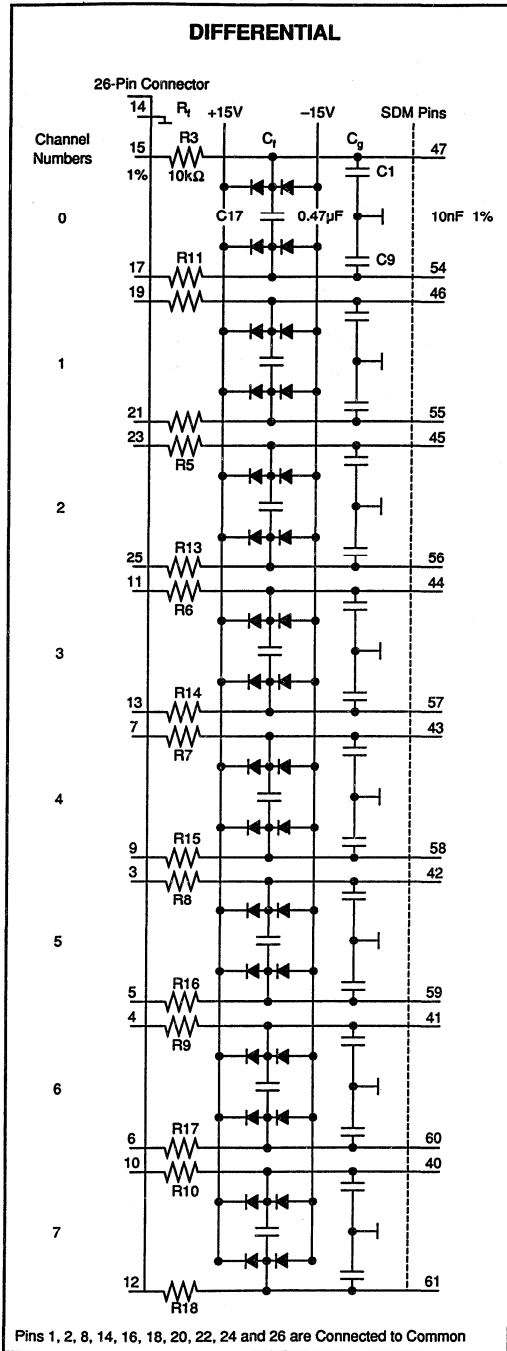 DIFFERENTIAL
26-Pin Connector
14 Rf +15V –15V SDM Pins
Channel Numbers
15 R3 Cf Cg 47
1% 10kΩ C1
0 C17 0.47µF 10nF 1%
C9
17 R11 54
19 46
1
21 55
23 45
R5
2
R13
25 56
11 44
R6
3
R14
13 57
7 43
R7
4
R15
9 58
3 42
R8
5
R16
5 59
4 41
R9
6
R17
6 60
10 40
R10
7
12 61
R18
Pins 1, 2, 8, 14, 16, 18, 20, 22, 24 and 26 are Connected to Common